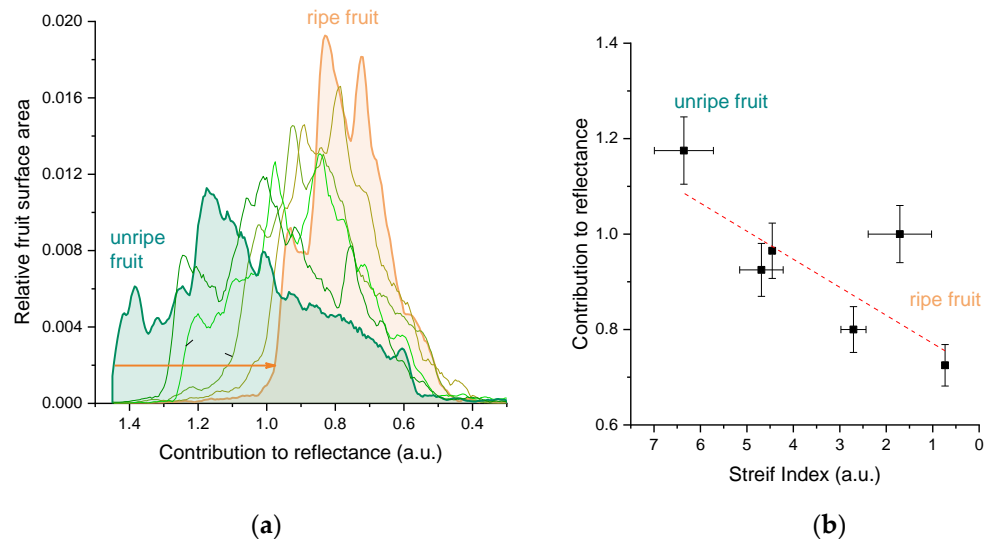 ripe fruit
unripe
fruit
0.020
0.016
0.012
0.008
0.004
0.000
1.4 1.2 1.0 0.8 0.6 0.4
Relative fruit surface area
Contribution to reflectance (a.u.)
(a)
unripe fruit
ripe fruit
1.4
1.2
1.0
0.8
0.6
7 6 5 4 3 2 1 0
Contribution to reflectance
Streif Index (a.u.)
(b)